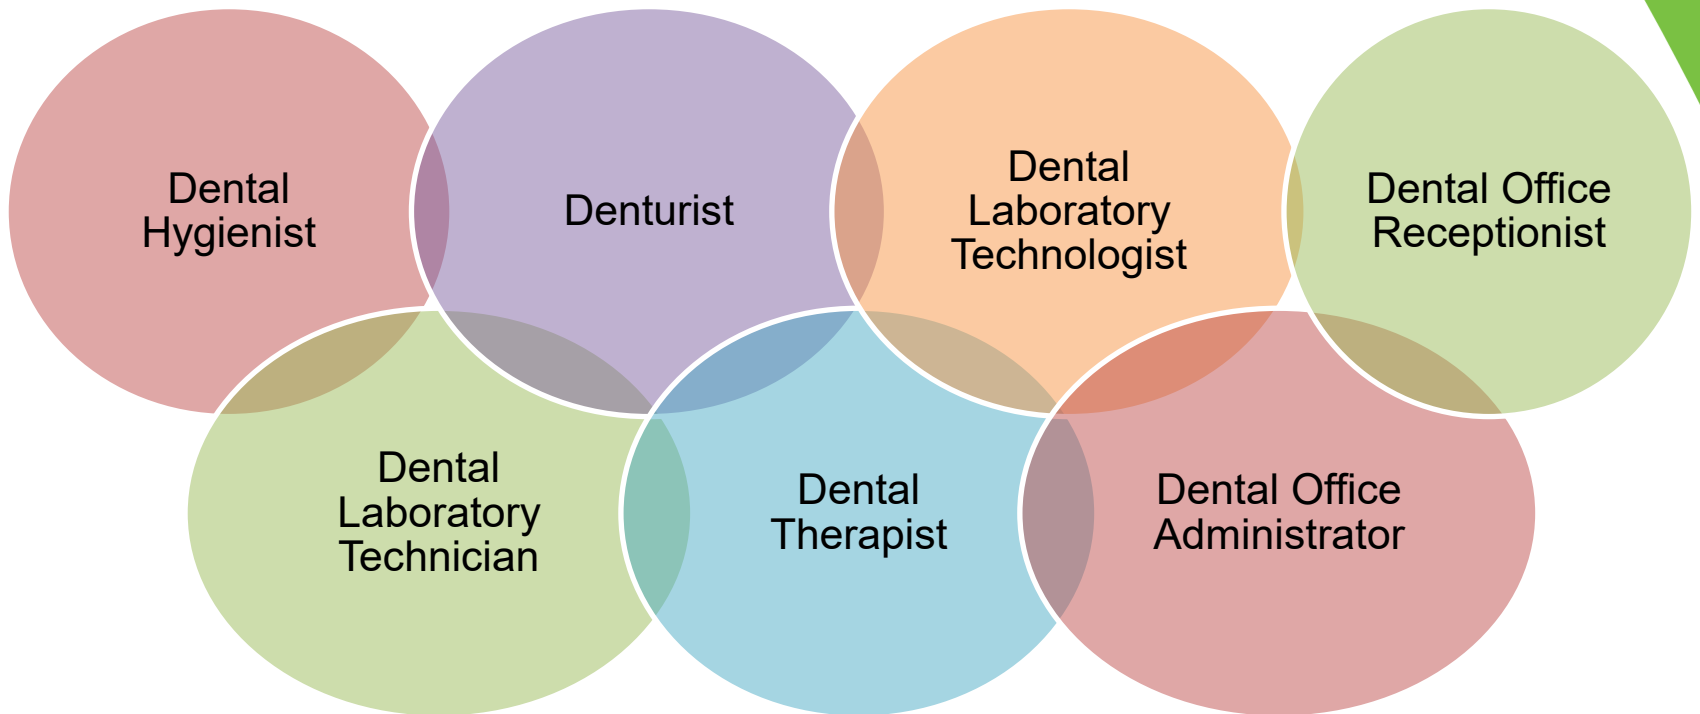 Dental
Hygienist
Denturist
Dental
Laboratory
Technologist
Dental Office
Receptionist
Dental
Laboratory
Technician
Dental
Therapist
Dental Office
Administrator